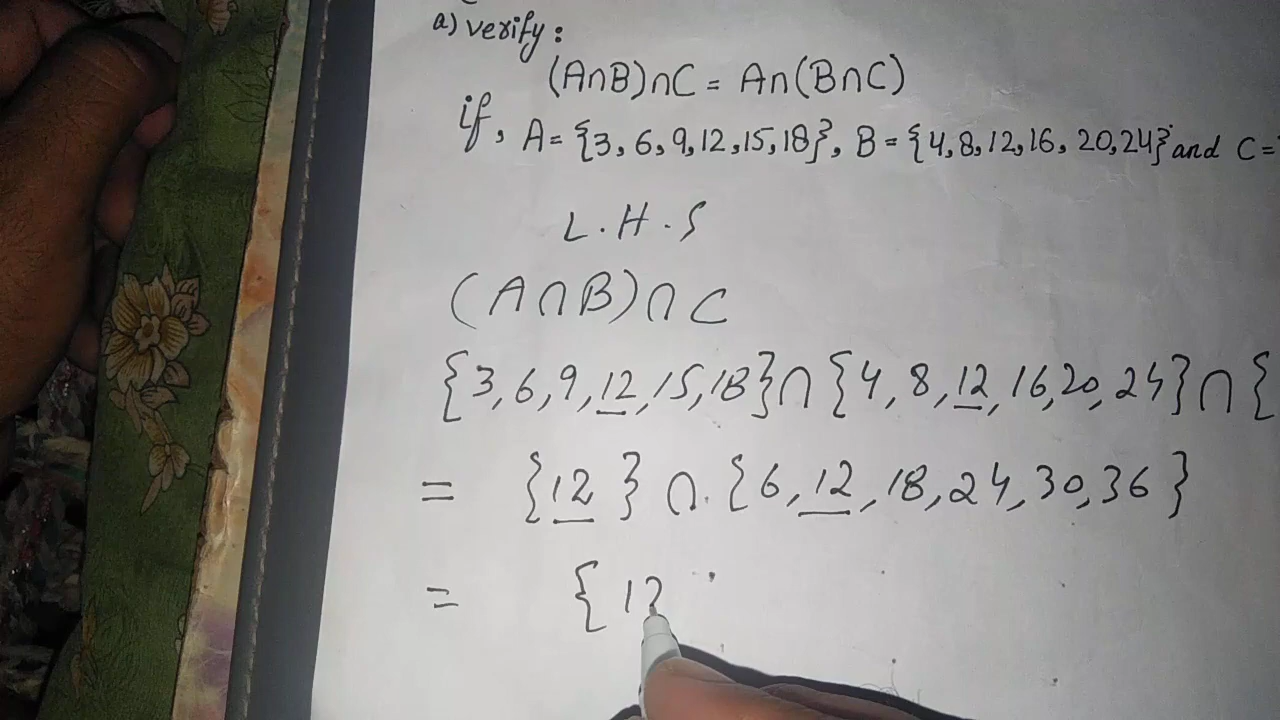 a) verify:
(A∩B)∩C = A∩(B∩C)
if, A = {3, 6, 9, 12, 15, 18}, B = {4, 8, 12, 16, 20, 24} and C =
L.H.S
(A∩B)∩C
{3, 6, 9, 12, 15, 18} ∩ {4, 8, 12, 16, 20, 24} ∩ {
= {12} ∩ {6, 12, 18, 24, 30, 36}
= { 12